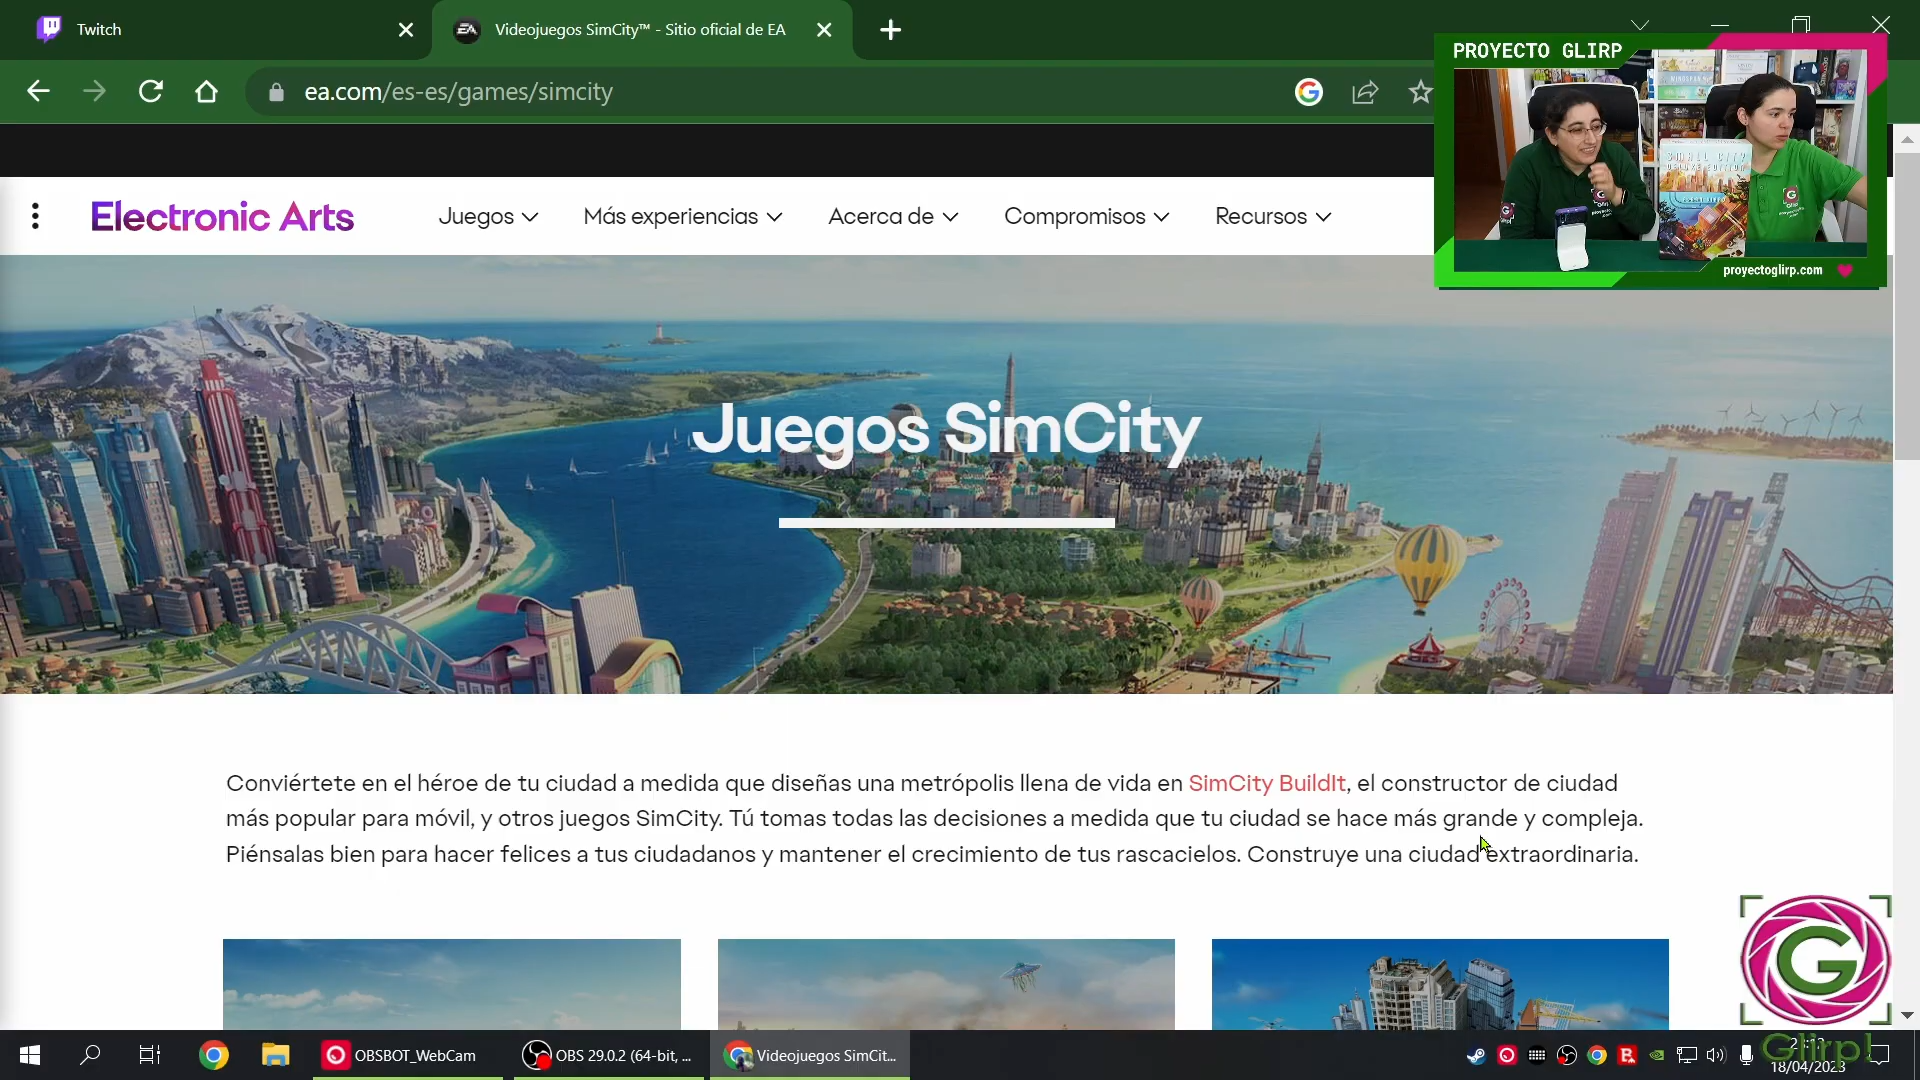 Twitch
Videojuegos SimCity™ - Sitio oficial de EA
ea.com/es-es/games/simcity
PROYECTO GLIRP
SMALL CITY
DELUXE EDITION
proyectoglirp.com
Electronic Arts
Juegos
Más experiencias
Acerca de
Compromisos
Recursos
Juegos SimCity
Conviértete en el héroe de tu ciudad a medida que diseñas una metrópolis llena de vida en SimCity BuildIt, el constructor de ciudad
más popular para móvil, y otros juegos SimCity. Tú tomas todas las decisiones a medida que tu ciudad se hace más grande y compleja.
Piénsalas bien para hacer felices a tus ciudadanos y mantener el crecimiento de tus rascacielos. Construye una ciudad extraordinaria.
G
OBSBOT_WebCam
OBS 29.0.2 (64-bit, ...
Videojuegos SimCit...
Glirp!
18/04/2023